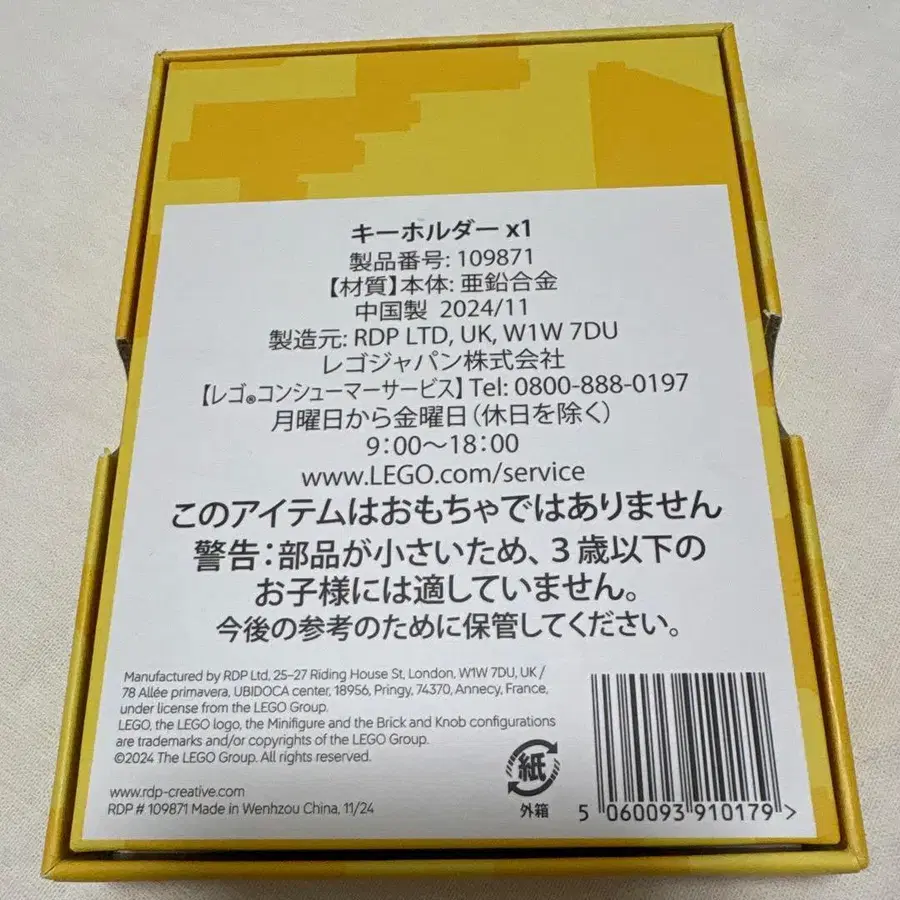 キーホルダー x1
製品番号: 109871
【材質】本体: 亜鉛合金
中国製 2024/11
製造元: RDP LTD, UK, W1W 7DU
レゴジャパン株式会社
【レゴ®コンシューマーサービス】Tel: 0800-888-0197
月曜日から金曜日（休日を除く）
9：00～18：00
www.LEGO.com/service
このアイテムはおもちゃではありません
警告：部品が小さいため、３歳以下の
お子様には適していません。
今後の参考のために保管してください。
Manufactured by RDP Ltd, 25–27 Riding House St, London, W1W 7DU, UK /
78 Allée primavera, UBIDOCA center, 18956, Pringy, 74370, Annecy, France,
under license from the LEGO Group.
LEGO, the LEGO logo, the Minifigure and the Brick and Knob configurations
are trademarks and/or copyrights of the LEGO Group.
©2024 The LEGO Group. All rights reserved.
www.rdp-creative.com
RDP # 109871 Made in Wenhzou China, 11/24
紙
外箱
5 060093 910179 >